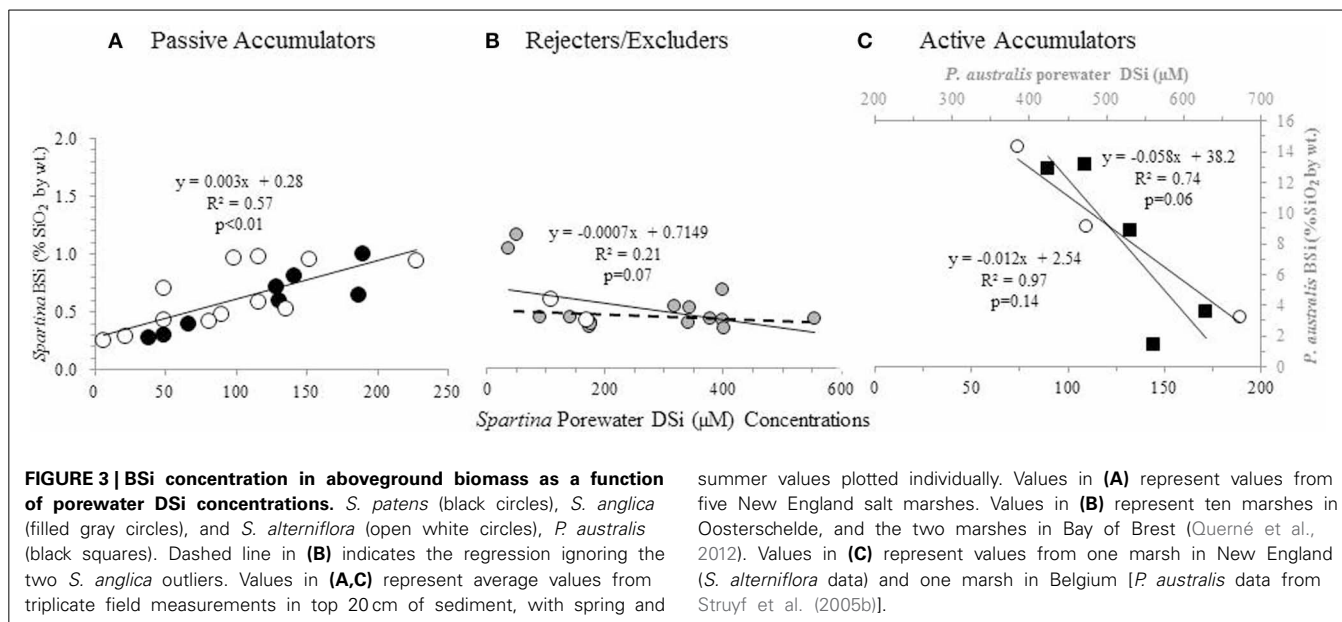 A Passive Accumulators
B Rejecters/Excluders
C Active Accumulators
P. australis porewater DSi (µM)
200 300 400 500 600 700
2.0
1.5
1.0
0.5
0.0
Spartina BSi (% SiO2 by wt.)
y = 0.003x + 0.28
R² = 0.57
p<0.01
0 50 100 150 200 250
y = -0.0007x + 0.7149
R² = 0.21
p=0.07
0 200 400 600
y = -0.058x + 38.2
R² = 0.74
p=0.06
y = -0.012x + 2.54
R² = 0.97
p=0.14
0 50 100 150 200
16
14
12
10
8
6
4
2
0
P. australis BSi (% SiO2 by wt.)
Spartina Porewater DSi (µM) Concentrations
FIGURE 3 | BSi concentration in aboveground biomass as a function
of porewater DSi concentrations. S. patens (black circles), S. anglica
(filled gray circles), and S. alterniflora (open white circles), P. australis
(black squares). Dashed line in (B) indicates the regression ignoring the
two S. anglica outliers. Values in (A,C) represent average values from
triplicate field measurements in top 20 cm of sediment, with spring and
summer values plotted individually. Values in (A) represent values from
five New England salt marshes. Values in (B) represent ten marshes in
Oosterschelde, and the two marshes in Bay of Brest (Querné et al.,
2012). Values in (C) represent values from one marsh in New England
(S. alterniflora data) and one marsh in Belgium [P. australis data from
Struyf et al. (2005b)].